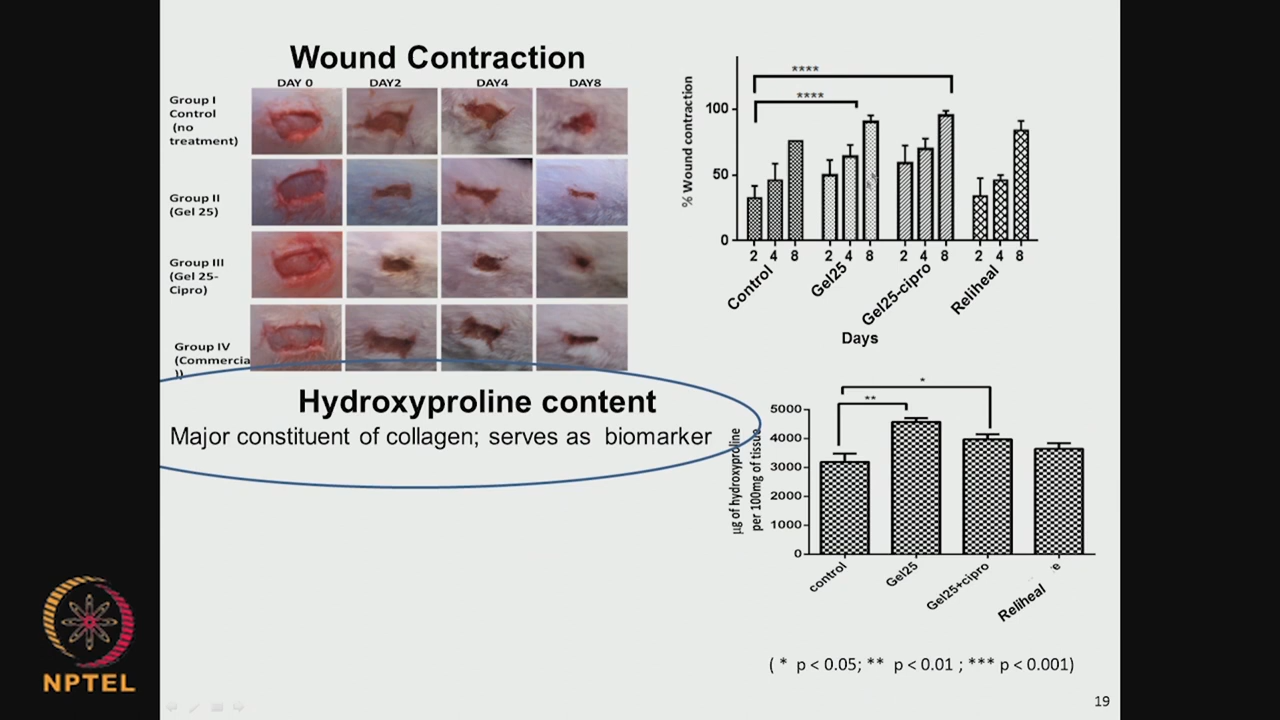 Wound Contraction
DAY 0 DAY2 DAY4 DAY8
Group I
Control
(no
treatment)
Group II
(Gel 25)
Group III
(Gel 25-
Cipro)
Group IV
(Commercia
))
% Wound contraction
****
****
100
50
0
2 4 8 2 4 8 2 4 8 2 4 8
Control Gel25 Gel25-cipro Reliheal
Days
Hydroxyproline content
Major constituent of collagen; serves as biomarker
µg of hydroxyproline
per 100mg of tissue
*
**
5000
4000
3000
2000
1000
0
control Gel25 Gel25+cipro Reliheal e
( * p < 0.05; ** p < 0.01 ; *** p < 0.001)
NPTEL
19